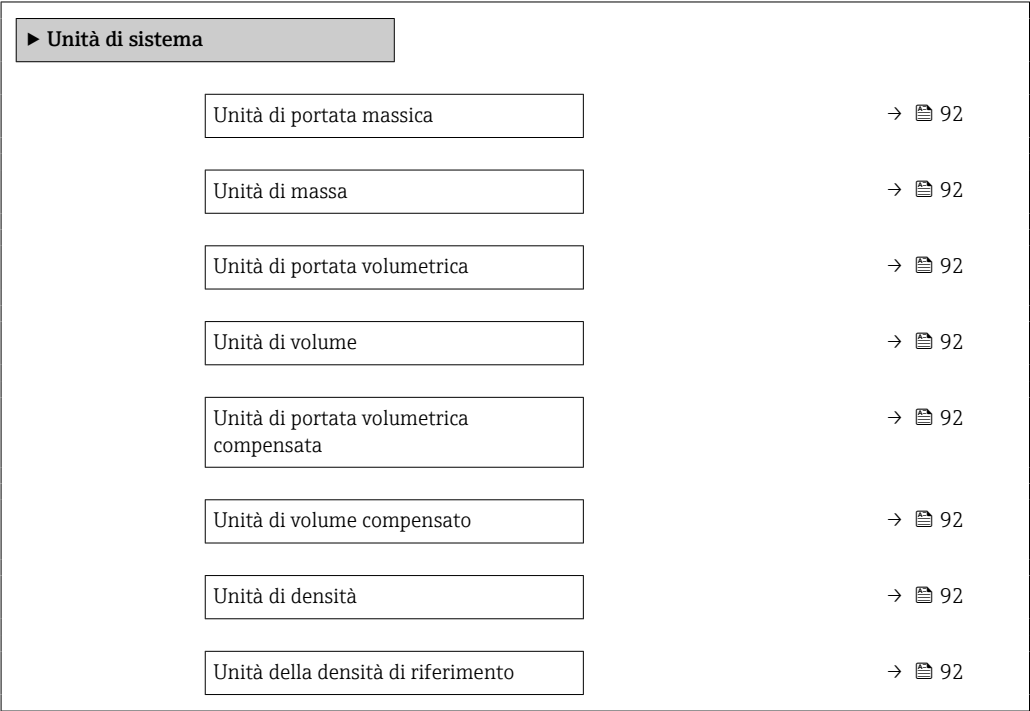 ► Unità di sistema
Unità di portata massica → 92
Unità di massa → 92
Unità di portata volumetrica → 92
Unità di volume → 92
Unità di portata volumetrica → 92
compensata
Unità di volume compensato → 92
Unità di densità → 92
Unità della densità di riferimento → 92